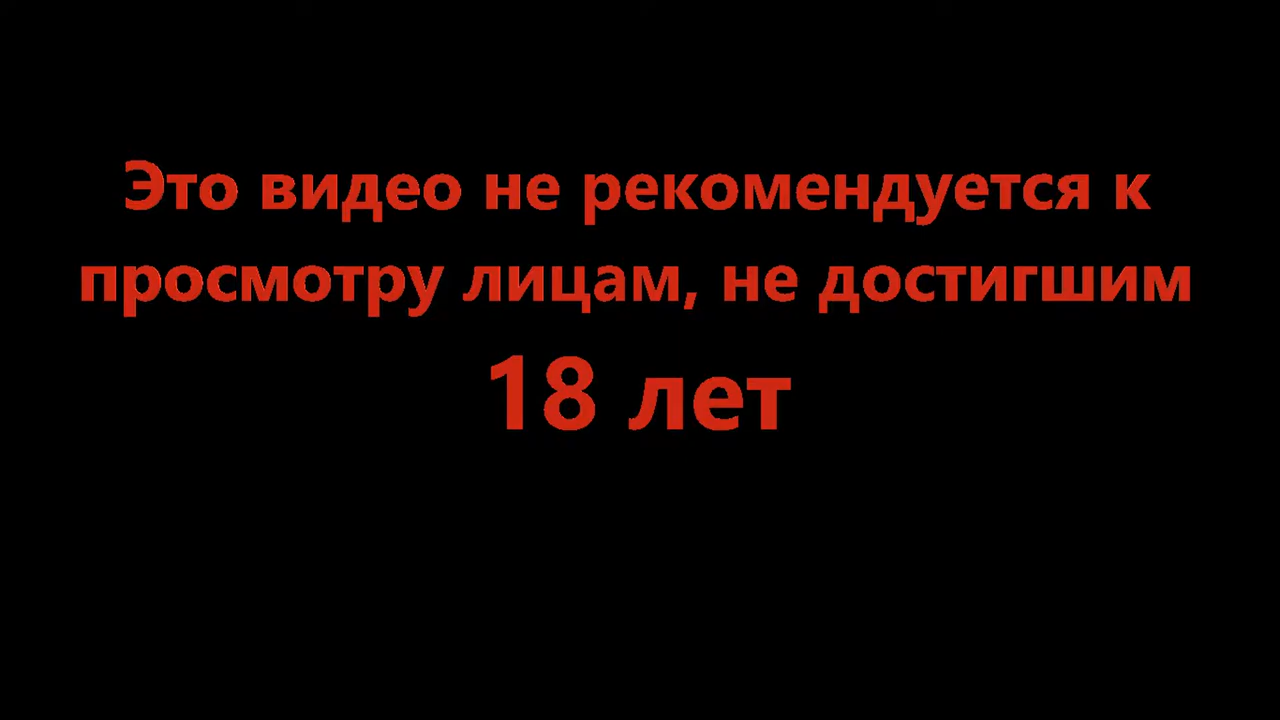 Это видео не рекомендуется к
просмотру лицам, не достигшим
18 лет